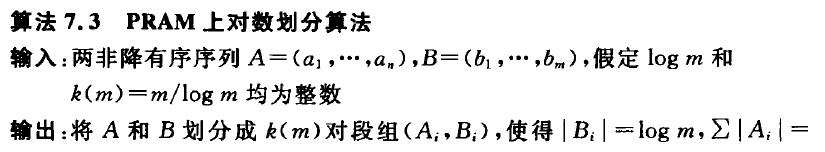 算法 7.3 PRAM 上对数划分算法
输入:两非降有序序列 A=(a₁,⋯,aₙ),B=(b₁,⋯,bₘ),假定 log m 和
k(m)=m/log m 均为整数
输出:将 A 和 B 划分成 k(m)对段组(Aᵢ,Bᵢ),使得|Bᵢ|=log m,∑|Aᵢ|=